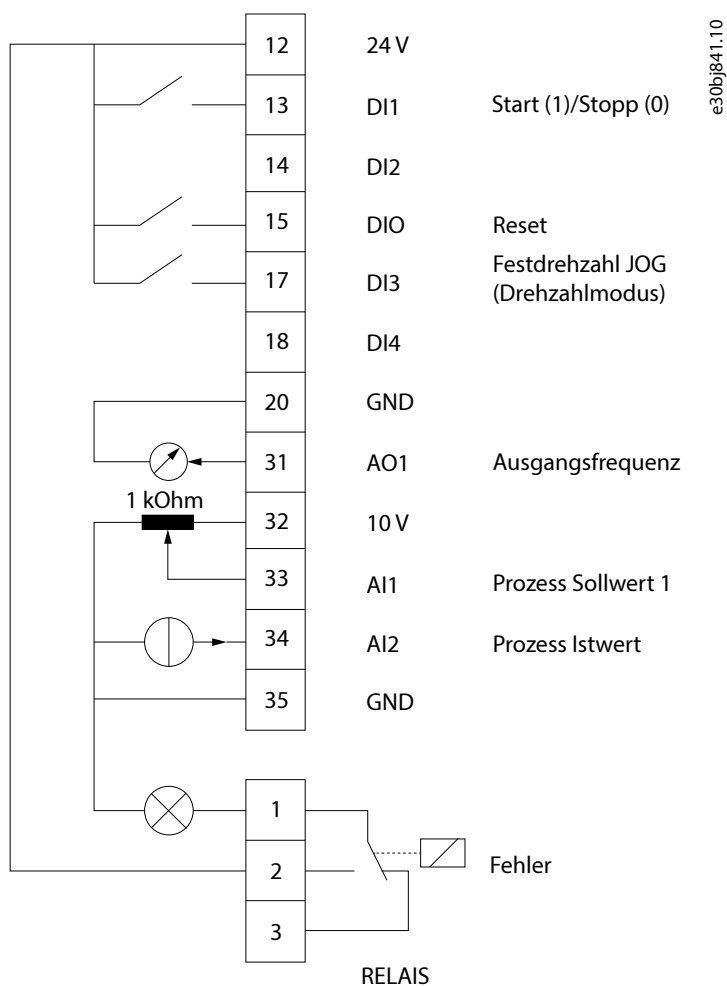 e30bj841.10
12 24 V
13 DI1 Start (1)/Stopp (0)
14 DI2
15 DIO Reset
17 DI3 Festdrehzahl JOG
(Drehzahlmodus)
18 DI4
20 GND
31 AO1 Ausgangsfrequenz
1 kOhm
32 10 V
33 AI1 Prozess Sollwert 1
34 AI2 Prozess Istwert
35 GND
1
2 Fehler
3
RELAIS